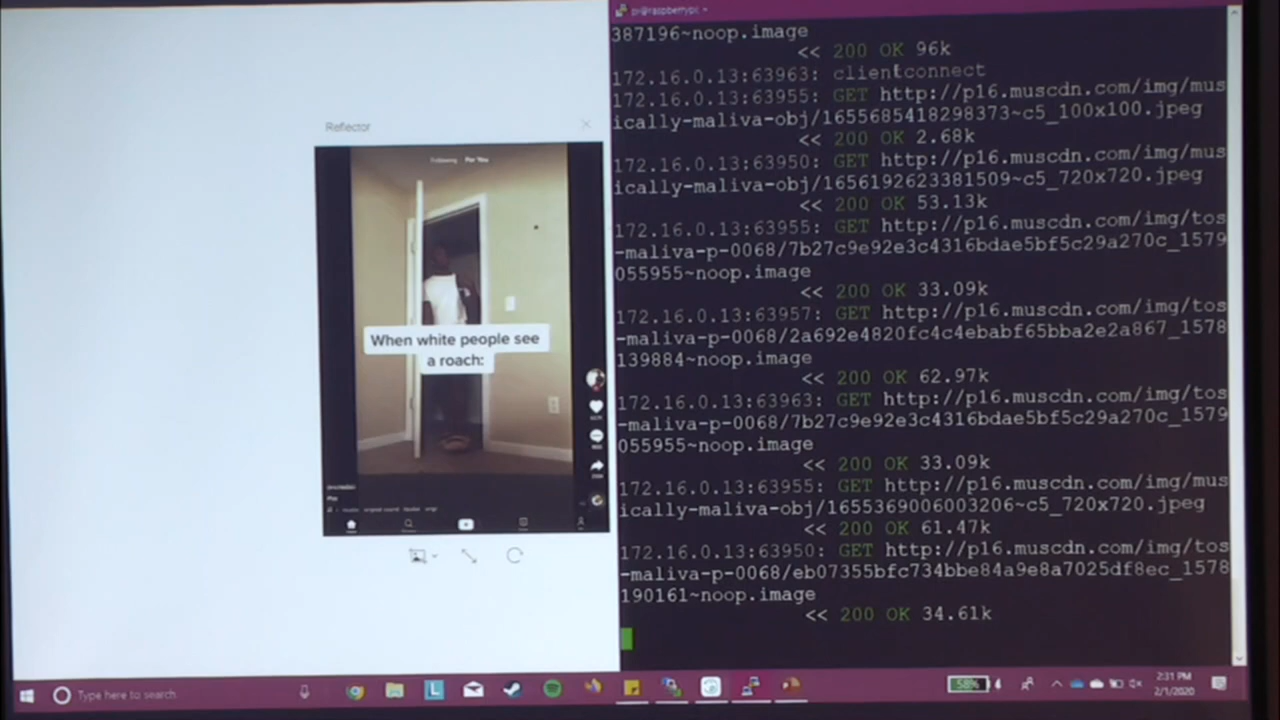 Reflector
Following For You
When white people see
a roach:
pi@raspberrypi: ~
387196~noop.image
<< 200 OK 96k
172.16.0.13:63963: clientconnect
172.16.0.13:63955: GET http://p16.muscdn.com/img/mus
ically-maliva-obj/1655685418298373~c5_100x100.jpeg
<< 200 OK 2.68k
172.16.0.13:63950: GET http://p16.muscdn.com/img/mus
ically-maliva-obj/1656192623381509~c5_720x720.jpeg
<< 200 OK 53.13k
172.16.0.13:63955: GET http://p16.muscdn.com/img/tos
-maliva-p-0068/7b27c9e92e3c4316bdae5bf5c29a270c_1579
055955~noop.image
<< 200 OK 33.09k
172.16.0.13:63957: GET http://p16.muscdn.com/img/tos
-maliva-p-0068/2a692e4820fc4c4ebabf65bba2e2a867_1578
139884~noop.image
<< 200 OK 62.97k
172.16.0.13:63963: GET http://p16.muscdn.com/img/tos
-maliva-p-0068/7b27c9e92e3c4316bdae5bf5c29a270c_1579
055955~noop.image
<< 200 OK 33.09k
172.16.0.13:63955: GET http://p16.muscdn.com/img/mus
ically-maliva-obj/1655369006003206~c5_720x720.jpeg
<< 200 OK 61.47k
172.16.0.13:63950: GET http://p16.muscdn.com/img/tos
-maliva-p-0068/eb07355bfc734bbe84a9e8a7025df8ec_1578
190161~noop.image
<< 200 OK 34.61k
Type here to search
58%
2:31 PM
2/1/2020